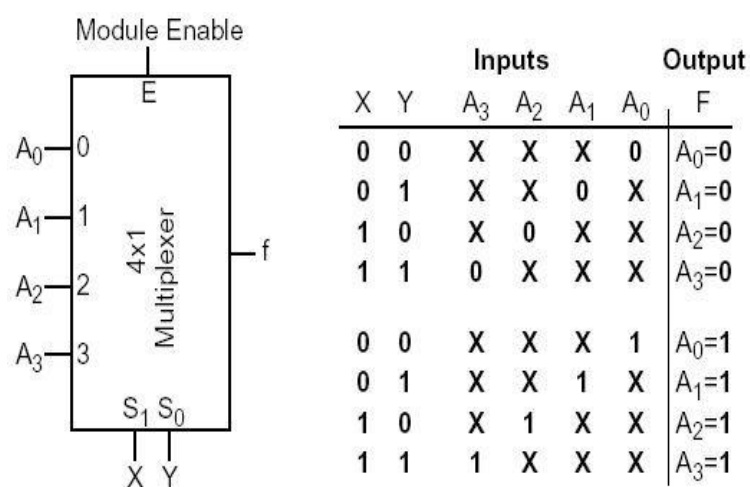 Module Enable
E
A0 0
A1 1
A2 2
A3 3
4x1
Multiplexer
f
S1 S0
X Y
Inputs Output
X Y A3 A2 A1 A0 F
0 0 X X X 0 A0=0
0 1 X X 0 X A1=0
1 0 X 0 X X A2=0
1 1 0 X X X A3=0
0 0 X X X 1 A0=1
0 1 X X 1 X A1=1
1 0 X 1 X X A2=1
1 1 1 X X X A3=1